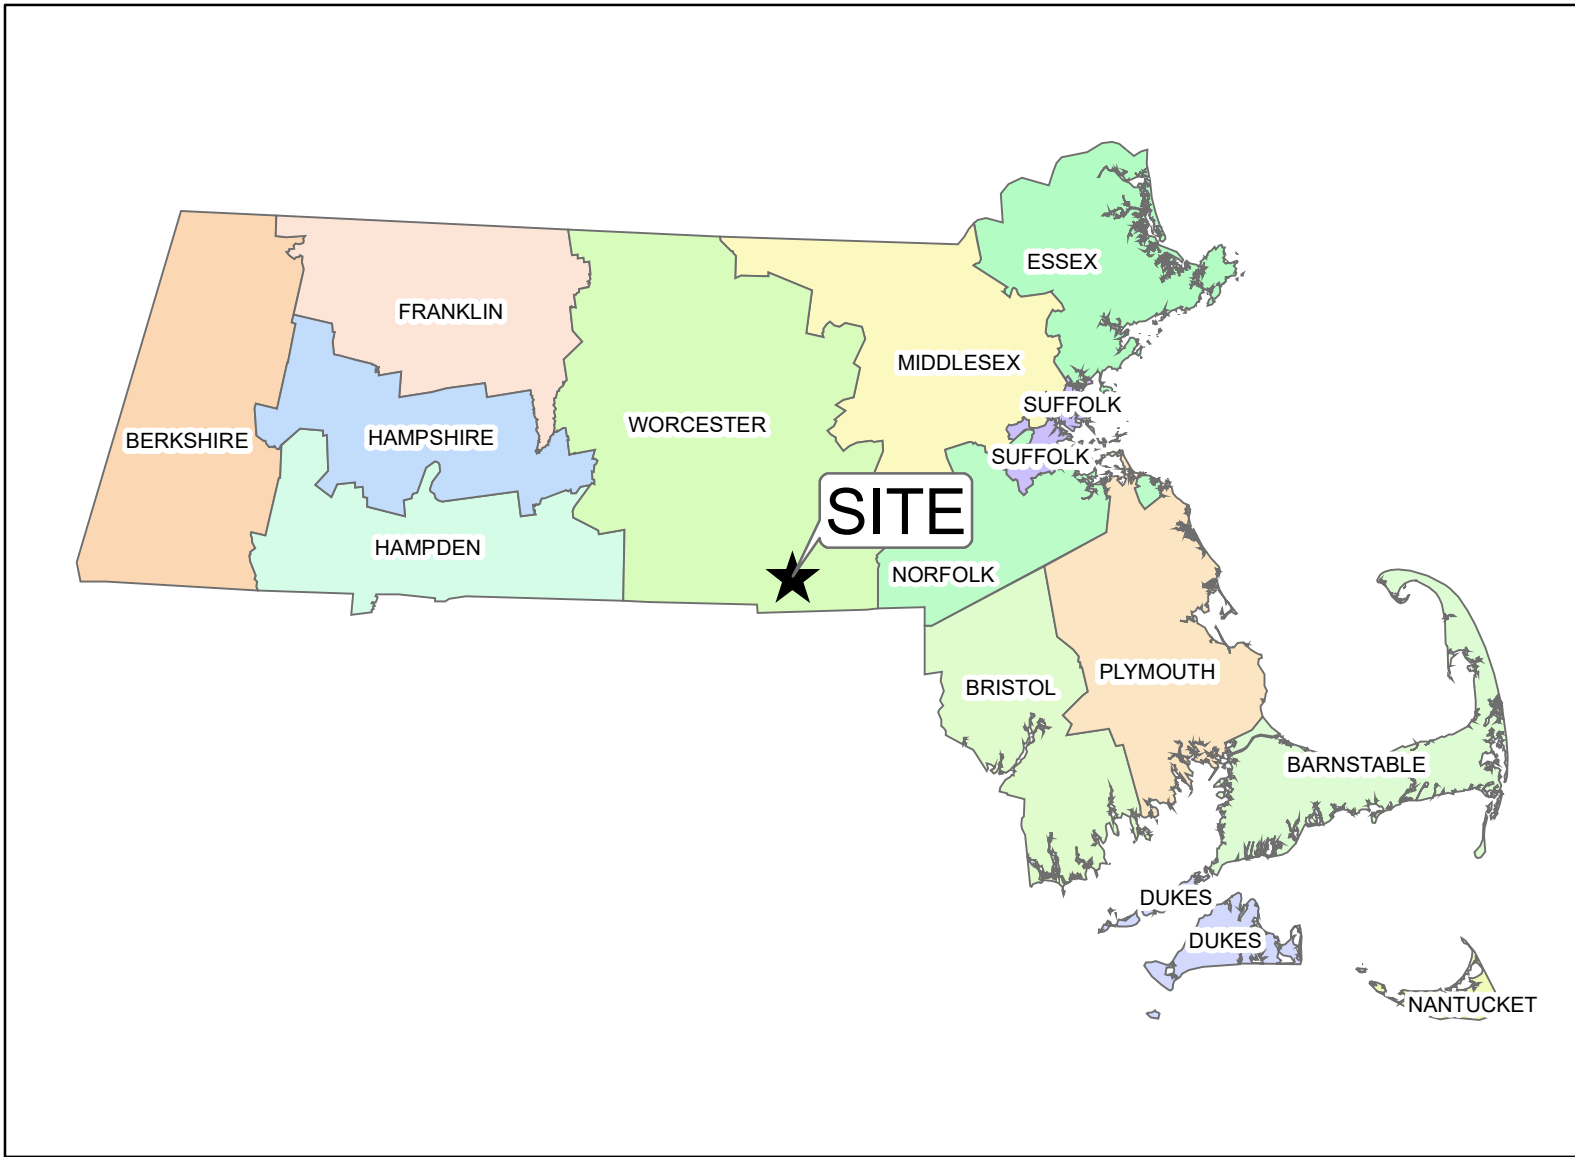 ESSEX
FRANKLIN
MIDDLESEX
SUFFOLK
WORCESTER
HAMPSHIRE
BERKSHIRE
SUFFOLK
SITE
HAMPDEN
NORFOLK
PLYMOUTH
BRISTOL
BARNSTABLE
DUKES
DUKES
NANTUCKET